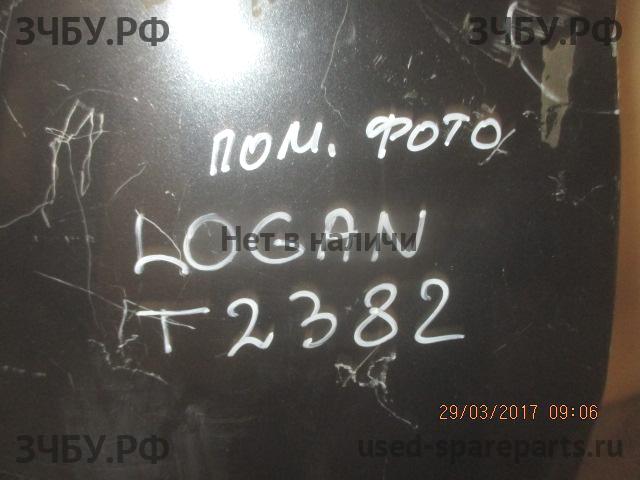 ЗЧБУ.РФ ЗЧБУ.РФ
пом. фото
LOGAN
Нет в наличи
T2382
29/03/2017 09:06
ЗЧБУ.РФ used-spareparts.ru